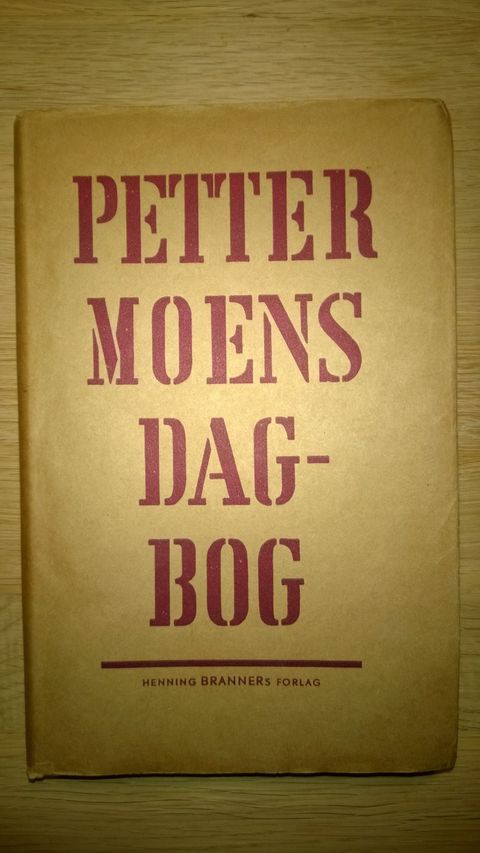 PETTER
MOENS
DAG-
BOG
HENNING BRANNERS FORLAG